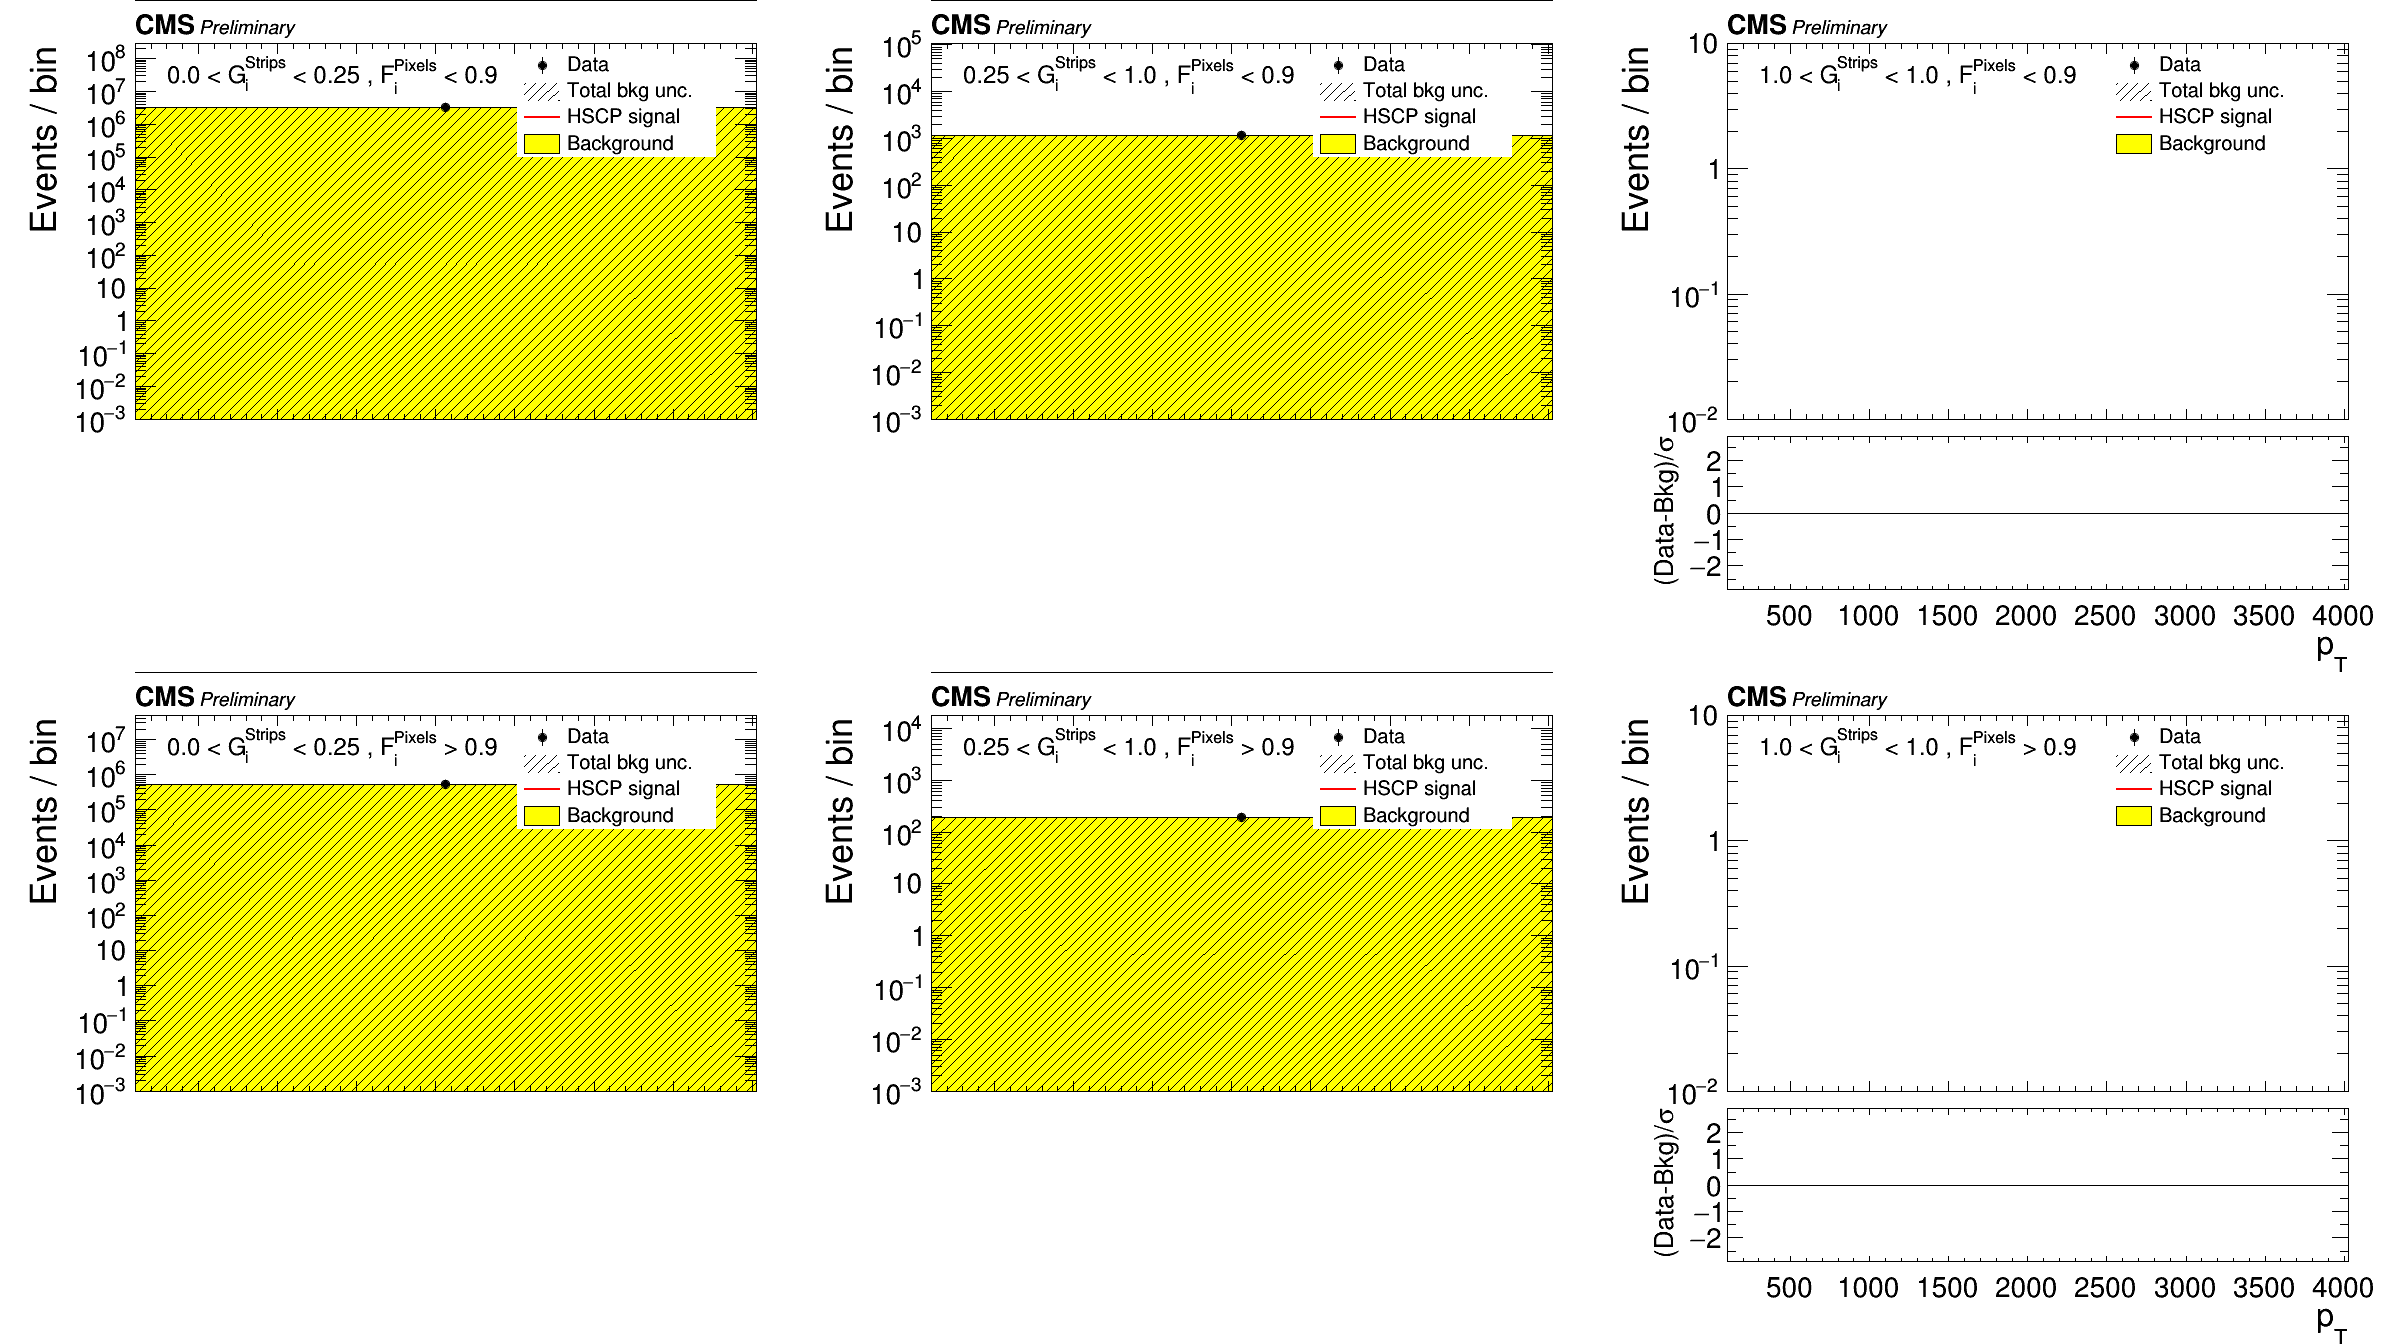 CMS Preliminary
Events / bin
10^8
10^7
10^6
10^5
10^4
10^3
10^2
10
1
10^−1
10^−2
10^−3
0.0 < G_i^Strips < 0.25 , F_i^Pixels < 0.9
Data
Total bkg unc.
HSCP signal
Background
CMS Preliminary
Events / bin
10^5
10^4
10^3
10^2
10
1
10^−1
10^−2
10^−3
0.25 < G_i^Strips < 1.0 , F_i^Pixels < 0.9
Data
Total bkg unc.
HSCP signal
Background
CMS Preliminary
Events / bin
10
1
10^−1
10^−2
1.0 < G_i^Strips < 1.0 , F_i^Pixels < 0.9
Data
Total bkg unc.
HSCP signal
Background
(Data-Bkg)/σ
2
1
0
−1
−2
500 1000 1500 2000 2500 3000 3500 4000
p_T
CMS Preliminary
Events / bin
10^7
10^6
10^5
10^4
10^3
10^2
10
1
10^−1
10^−2
10^−3
0.0 < G_i^Strips < 0.25 , F_i^Pixels > 0.9
Data
Total bkg unc.
HSCP signal
Background
CMS Preliminary
Events / bin
10^4
10^3
10^2
10
1
10^−1
10^−2
10^−3
0.25 < G_i^Strips < 1.0 , F_i^Pixels > 0.9
Data
Total bkg unc.
HSCP signal
Background
CMS Preliminary
Events / bin
10
1
10^−1
10^−2
1.0 < G_i^Strips < 1.0 , F_i^Pixels > 0.9
Data
Total bkg unc.
HSCP signal
Background
(Data-Bkg)/σ
2
1
0
−1
−2
500 1000 1500 2000 2500 3000 3500 4000
p_T